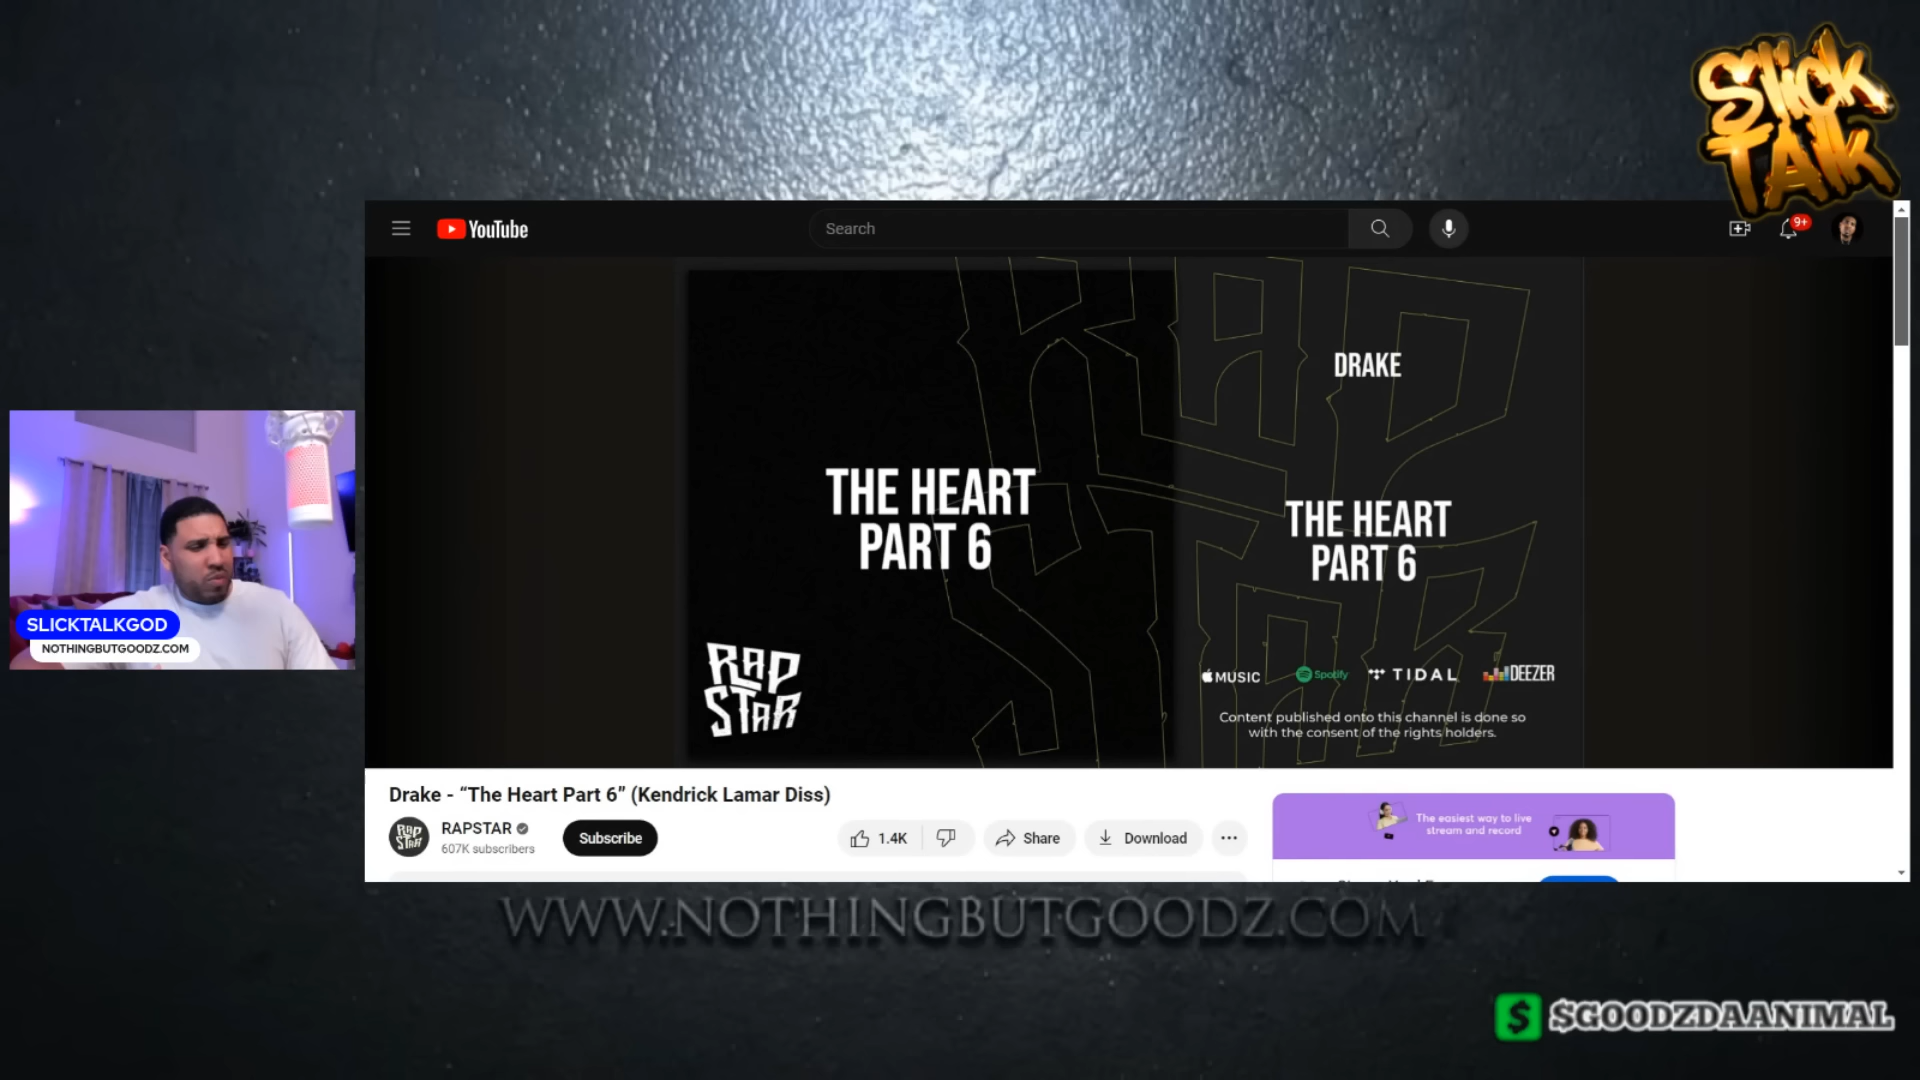 Slick
Talk
YouTube
Search
9+
DRAKE
THE HEART
PART 6
THE HEART
PART 6
RAP
STAR
MUSIC
Spotify
TIDAL
DEEZER
Content published onto this channel is done so
with the consent of the rights holders.
SLICKTALKGOD
NOTHINGBUTGOODZ.COM
Drake - “The Heart Part 6” (Kendrick Lamar Diss)
RAPSTAR
607K subscribers
Subscribe
1.4K
Share
Download
The easiest way to live
stream and record
WWW.NOTHINGBUTGOODZ.COM
$GOODZDAANIMAL